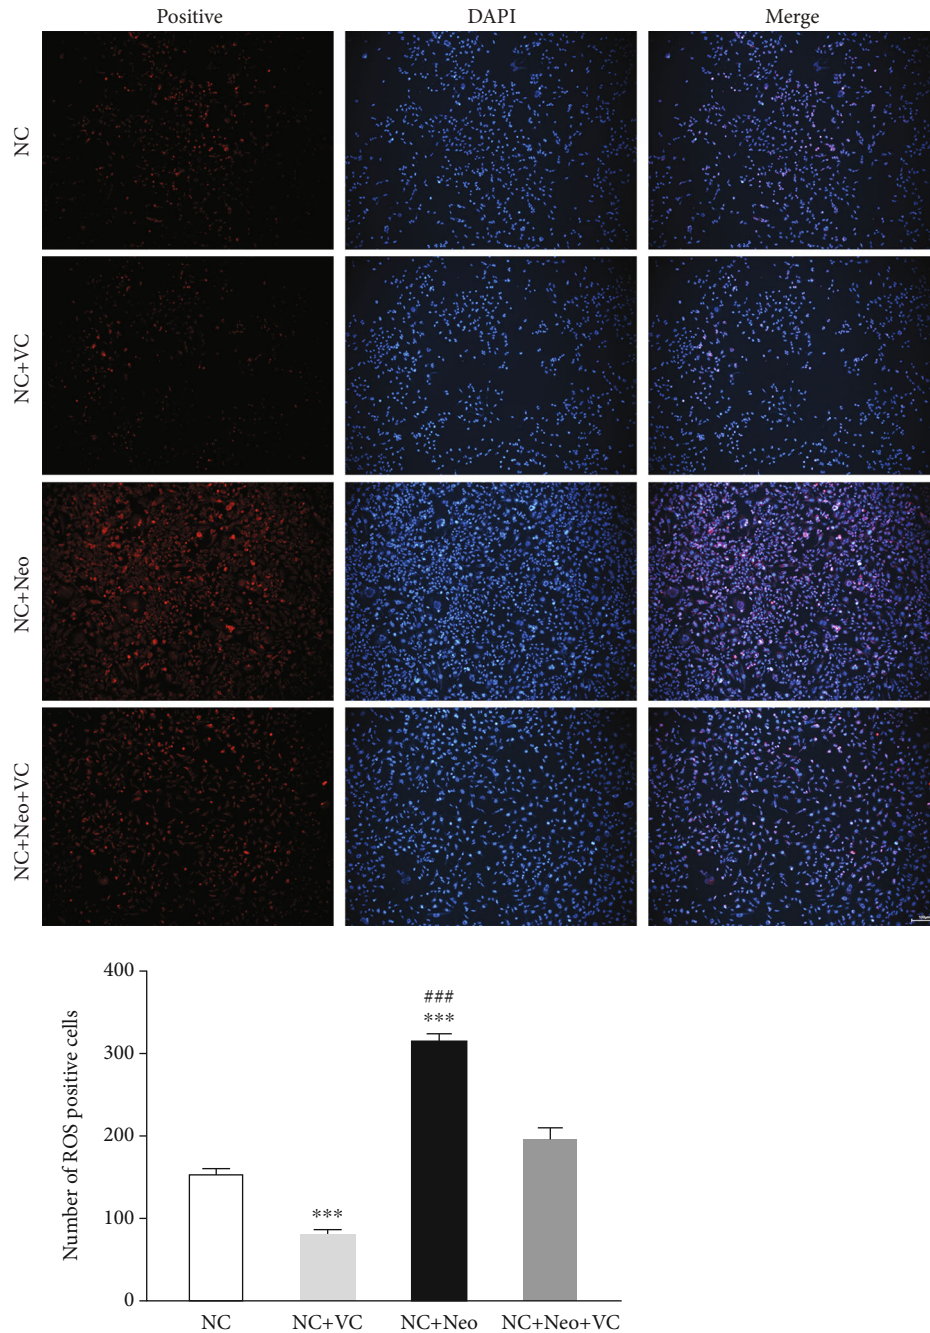 Positive
DAPI
Merge
NC
NC+VC
NC+Neo
NC+Neo+VC
400
300
200
100
0
Number of ROS positive cells
***
###
***
NC
NC+VC
NC+Neo
NC+Neo+VC